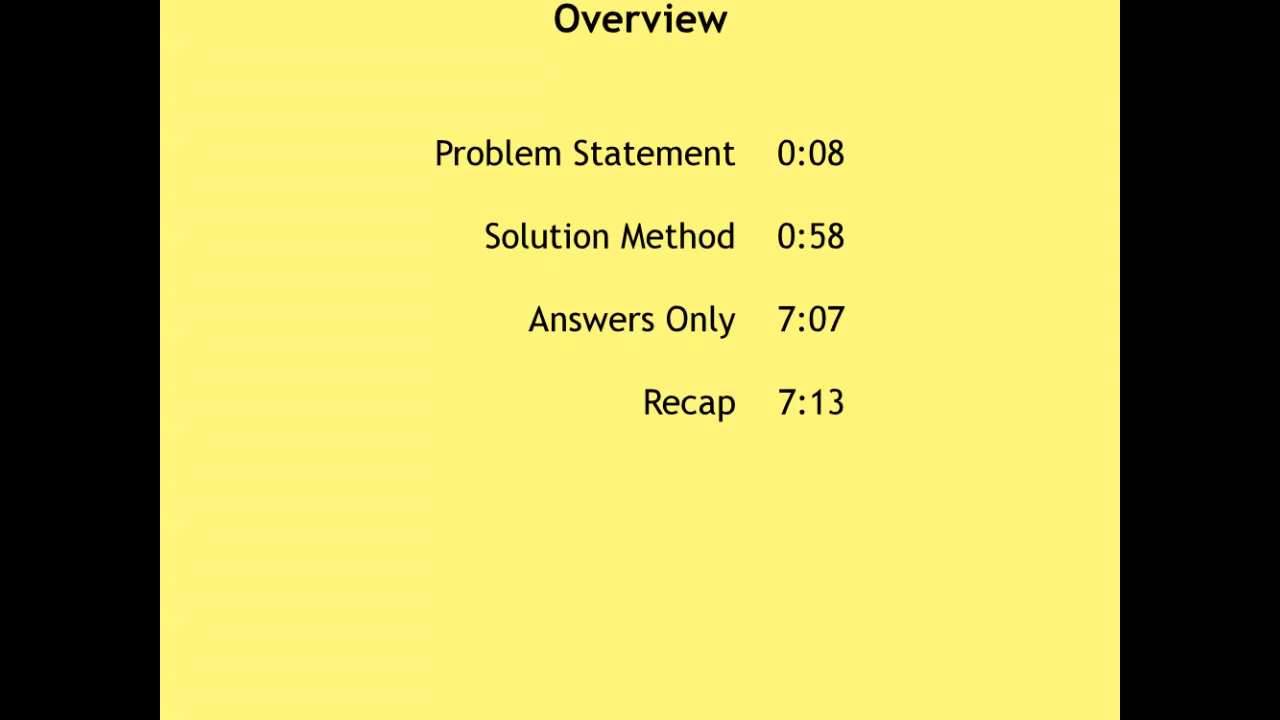 Overview
Problem Statement 0:08
Solution Method 0:58
Answers Only 7:07
Recap 7:13